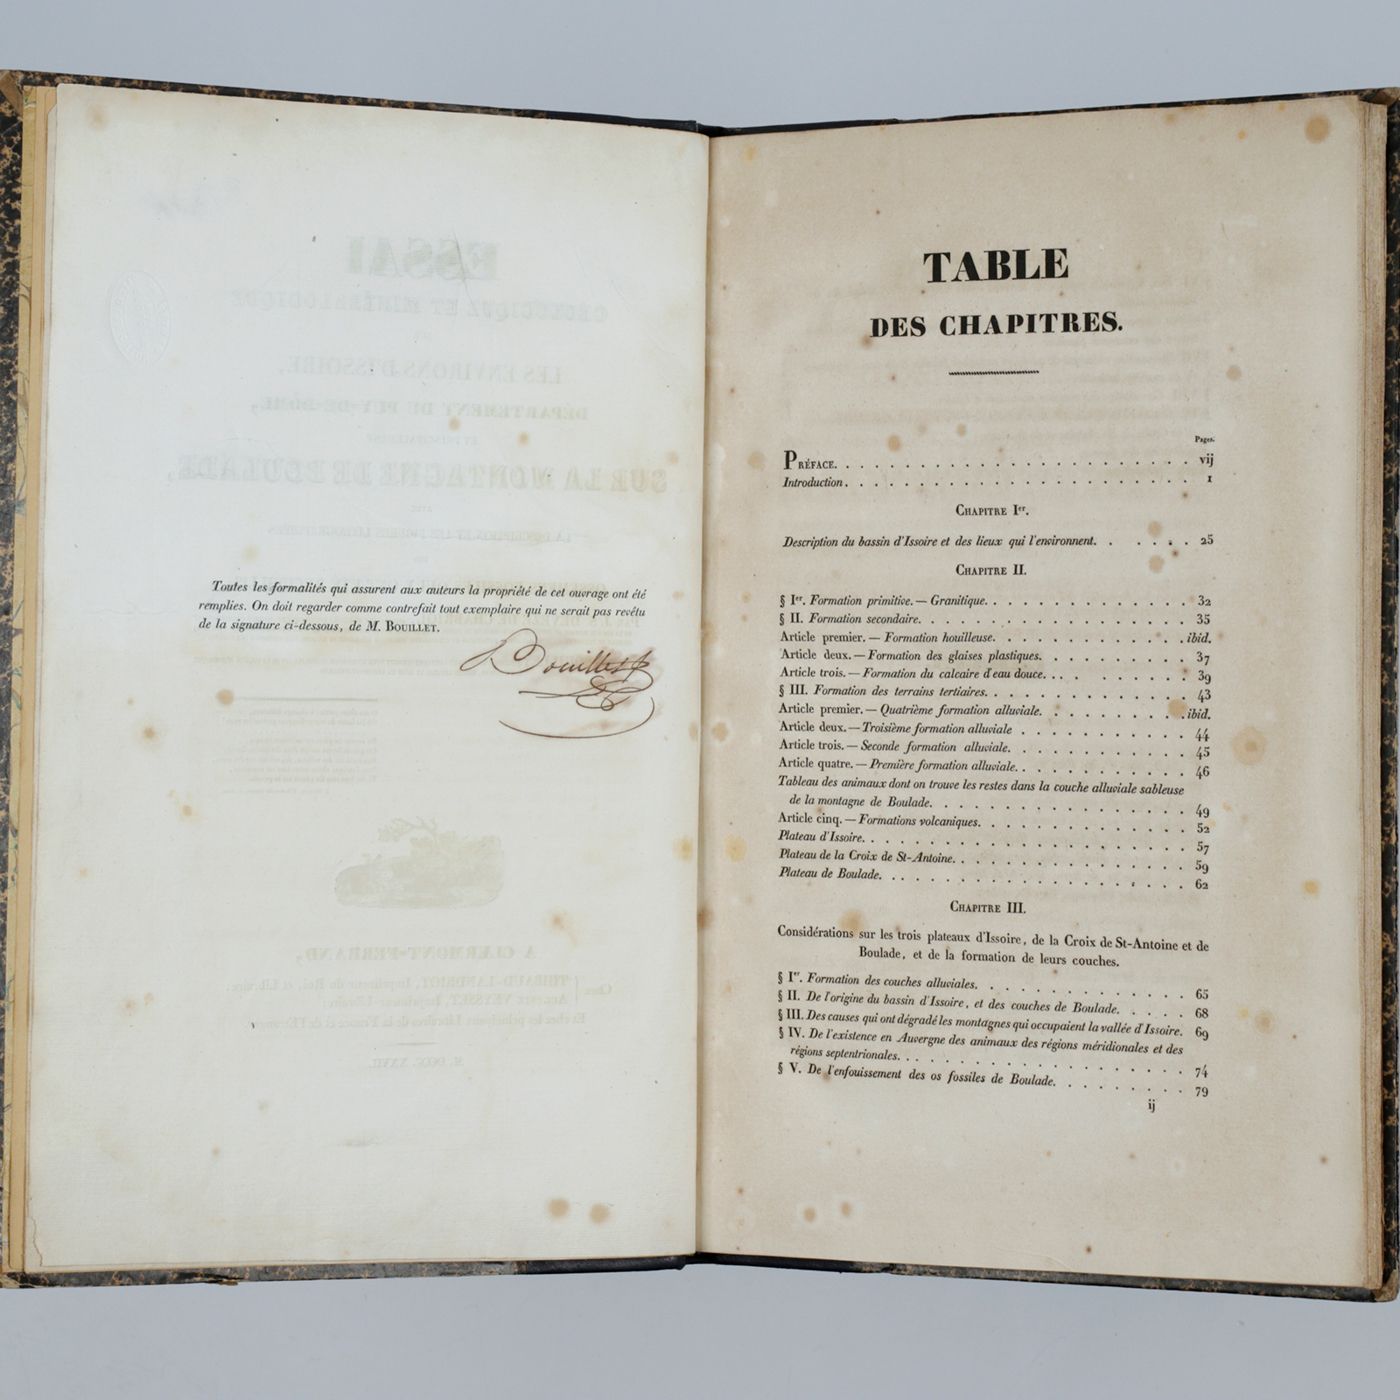 Toutes les formalités qui assurent aux auteurs la propriété de cet ouvrage ont été
remplies. On doit regarder comme contrefait tout exemplaire qui ne serait pas revêtu
de la signature ci-dessous, de M. BOUILLET.
Bouillet
TABLE
DES CHAPITRES.
Pages.
PRÉFACE. . . . . . . . . . . . . . . . . . . . . . . . vij
Introduction. . . . . . . . . . . . . . . . . . . . . . . 1
CHAPITRE Ier.
Description du bassin d'Issoire et des lieux qui l'environnent. . . . . . 25
CHAPITRE II.
§ Ier. Formation primitive. — Granitique. . . . . . . . . . . . . . 32
§ II. Formation secondaire. . . . . . . . . . . . . . . . . . . 35
Article premier. — Formation houilleuse. . . . . . . . . . . . . . ibid.
Article deux. — Formation des glaises plastiques. . . . . . . . . . . 37
Article trois. — Formation du calcaire d'eau douce. . . . . . . . . . 39
§ III. Formation des terrains tertiaires. . . . . . . . . . . . . . 43
Article premier. — Quatrième formation alluviale. . . . . . . . . . . ibid.
Article deux. — Troisième formation alluviale . . . . . . . . . . . . 44
Article trois. — Seconde formation alluviale. . . . . . . . . . . . . 45
Article quatre. — Première formation alluviale. . . . . . . . . . . . 46
Tableau des animaux dont on trouve les restes dans la couche alluviale sableuse
de la montagne de Boulade. . . . . . . . . . . . . . . . . . 49
Article cinq. — Formations volcaniques. . . . . . . . . . . . . . . 52
Plateau d'Issoire. . . . . . . . . . . . . . . . . . . . . . 57
Plateau de la Croix de St-Antoine. . . . . . . . . . . . . . . . 59
Plateau de Boulade. . . . . . . . . . . . . . . . . . . . . 62
CHAPITRE III.
Considérations sur les trois plateaux d'Issoire, de la Croix de St-Antoine et de
Boulade, et de la formation de leurs couches.
§ Ier. Formation des couches alluviales. . . . . . . . . . . . . . 65
§ II. De l'origine du bassin d'Issoire, et des couches de Boulade. . . . . 68
§ III. Des causes qui ont dégradé les montagnes qui occupaient la vallée d'Issoire. 69
§ IV. De l'existence en Auvergne des animaux des régions méridionales et des
régions septentrionales. . . . . . . . . . . . . . . . . . . . 74
§ V. De l'enfouissement des os fossiles de Boulade. . . . . . . . . . 79
ij